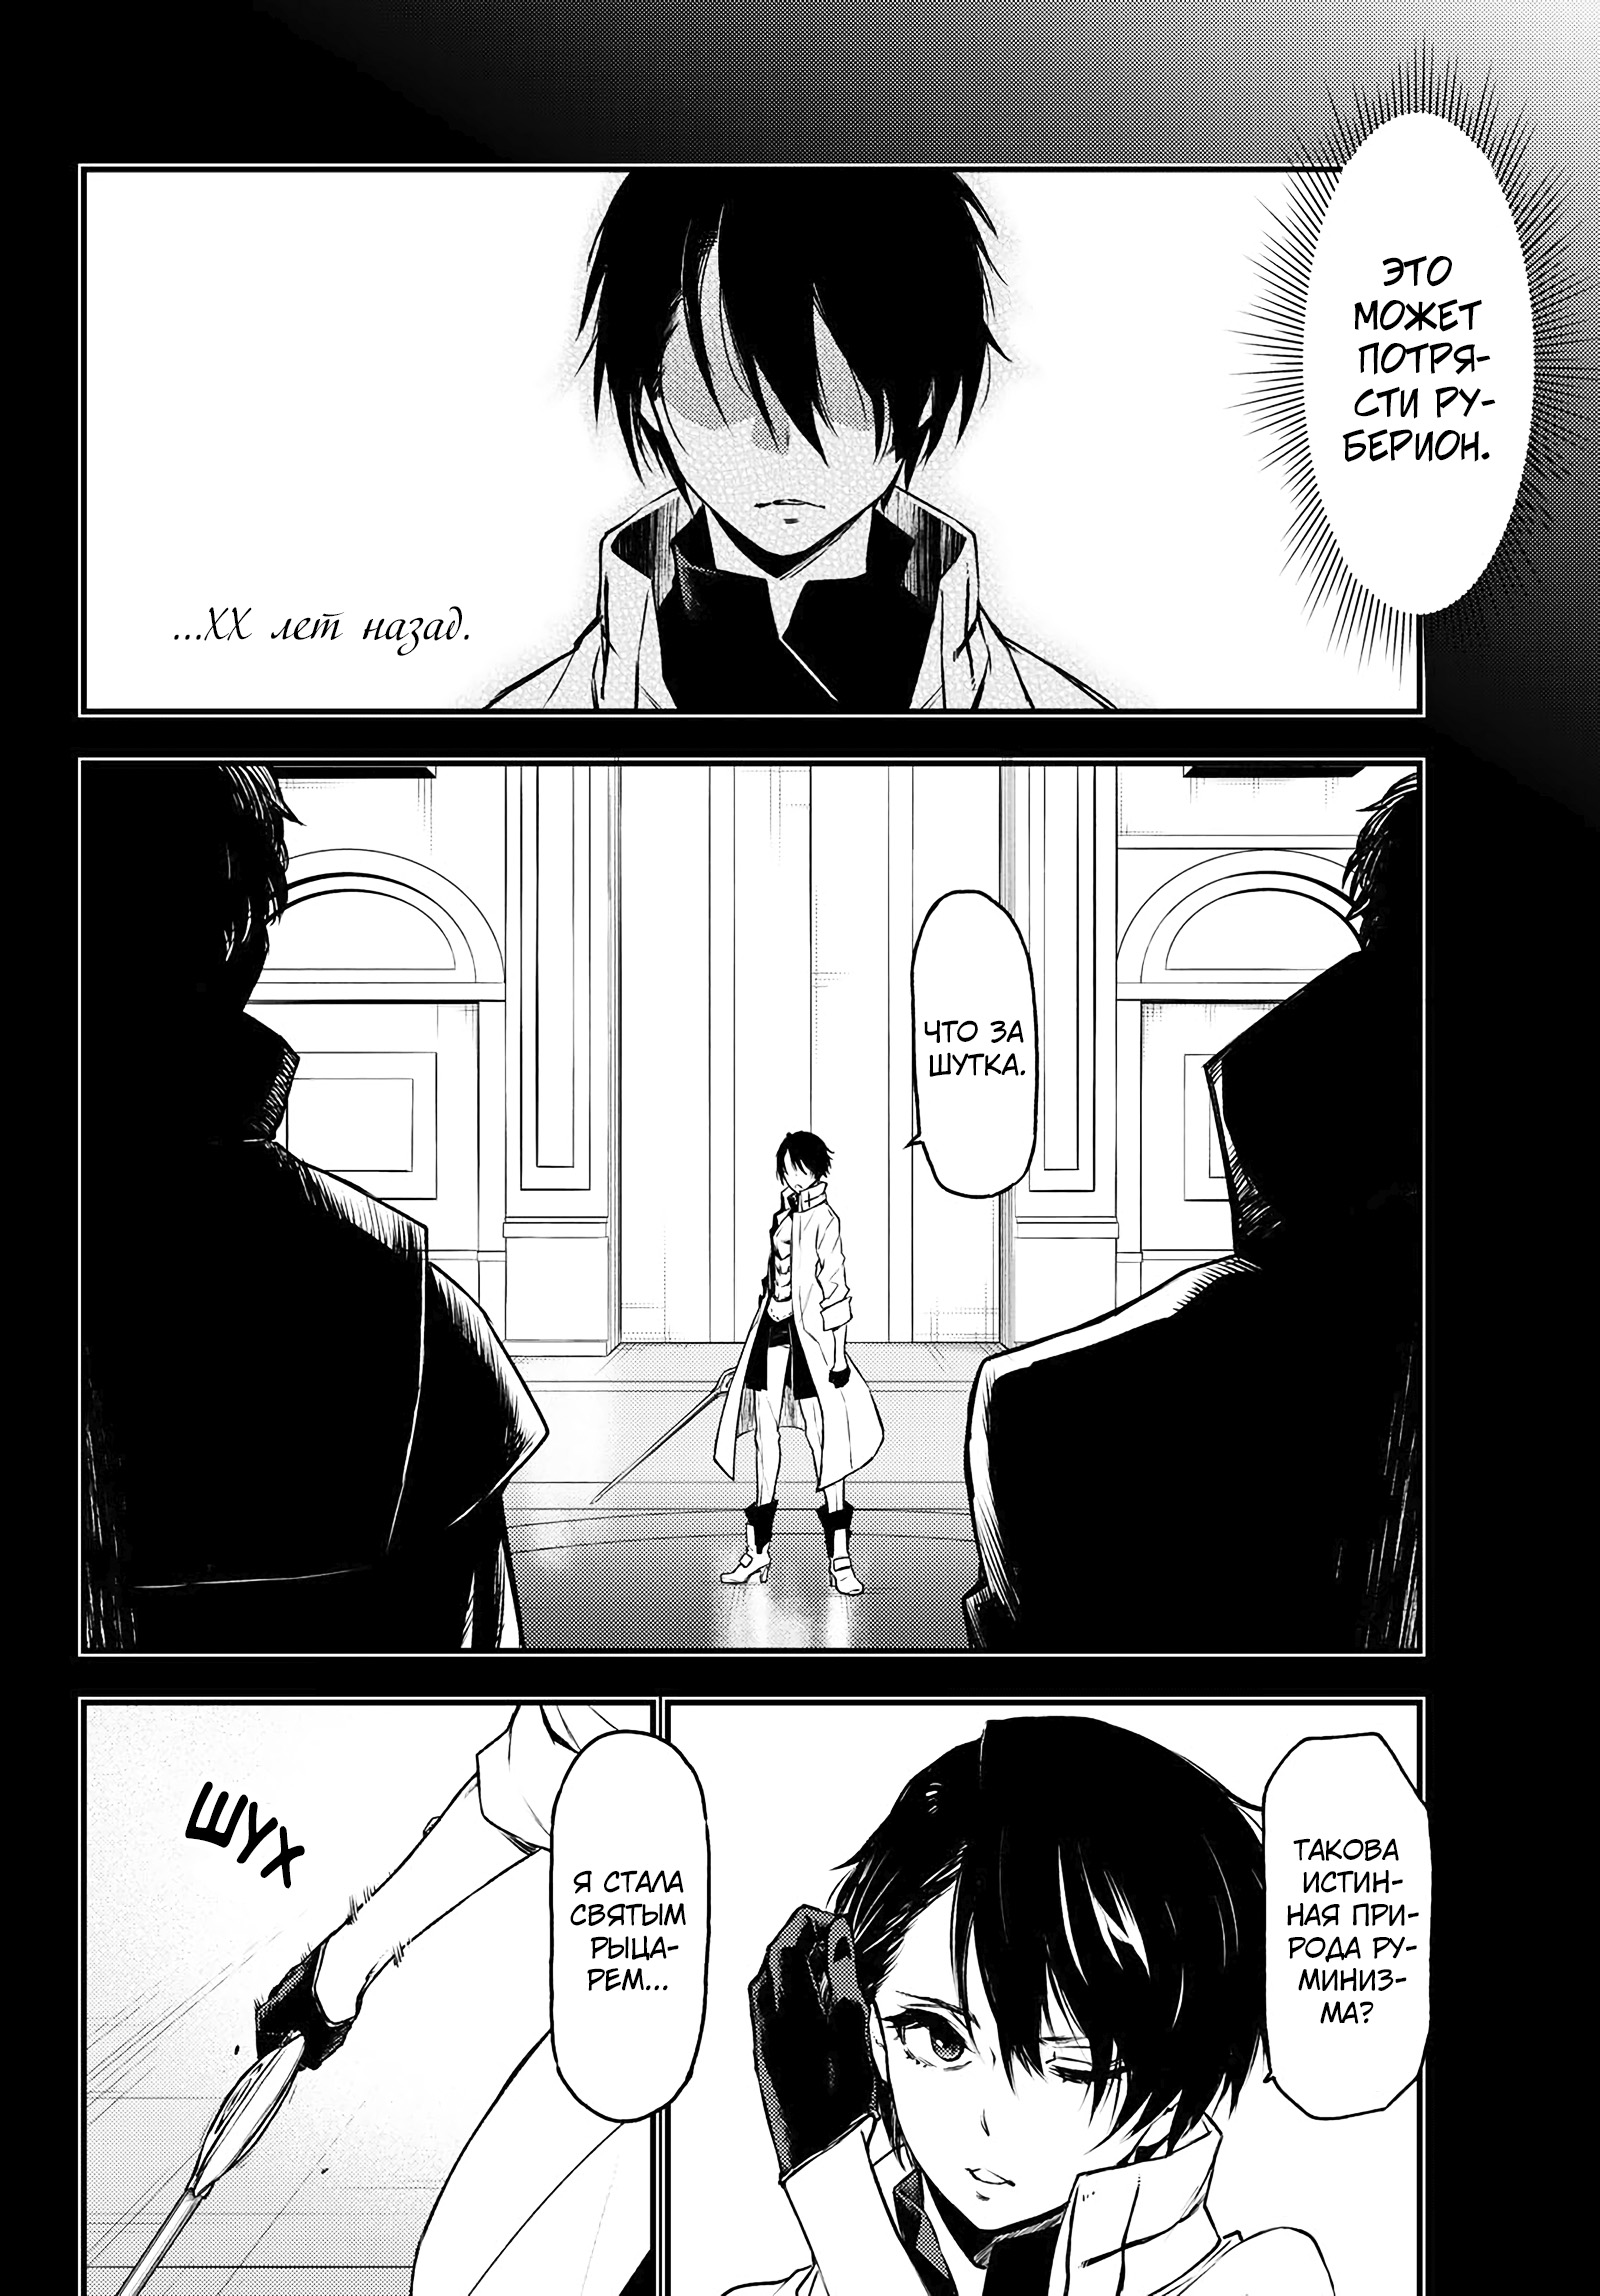 ЭТО
МОЖЕТ
ПОТРЯ-
СТИ РУ-
БЕРИОН.
...XX лет назад.
ЧТО ЗА
ШУТКА.
ТАКОВА
ИСТИН-
НАЯ ПРИ-
РОДА РУ-
МИНИЗ-
МА?
Я СТАЛА
СВЯТЫМ
РЫЦА-
РЕМ...
ШУХ